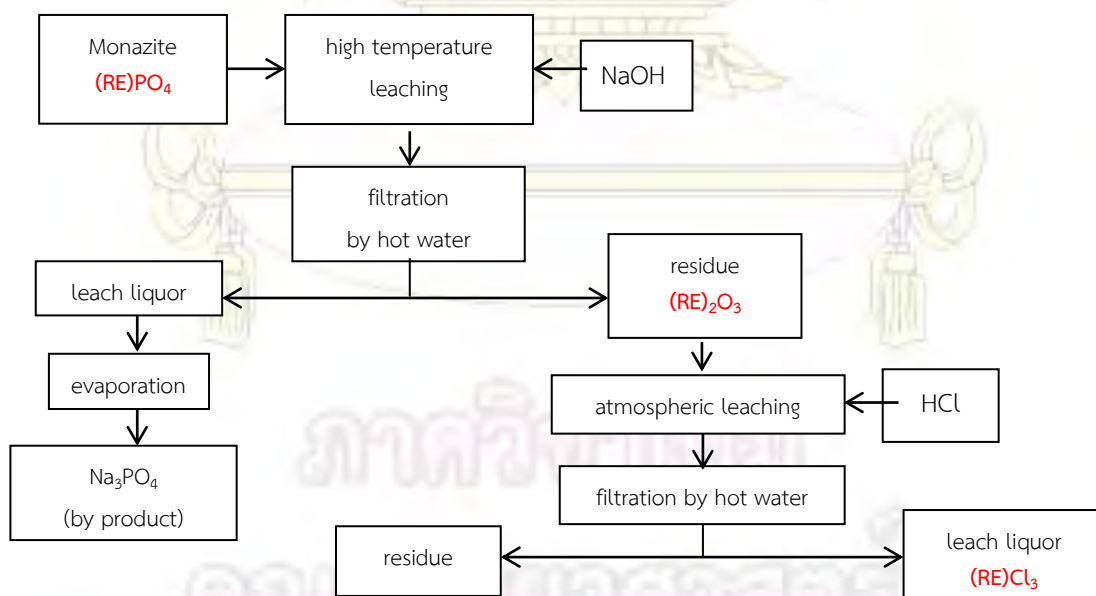 Monazite
(RE)PO₄
high temperature
leaching
NaOH
filtration
by hot water
leach liquor
residue
(RE)₂O₃
evaporation
atmospheric leaching
HCl
Na₃PO₄
(by product)
filtration by hot water
residue
leach liquor
(RE)Cl₃